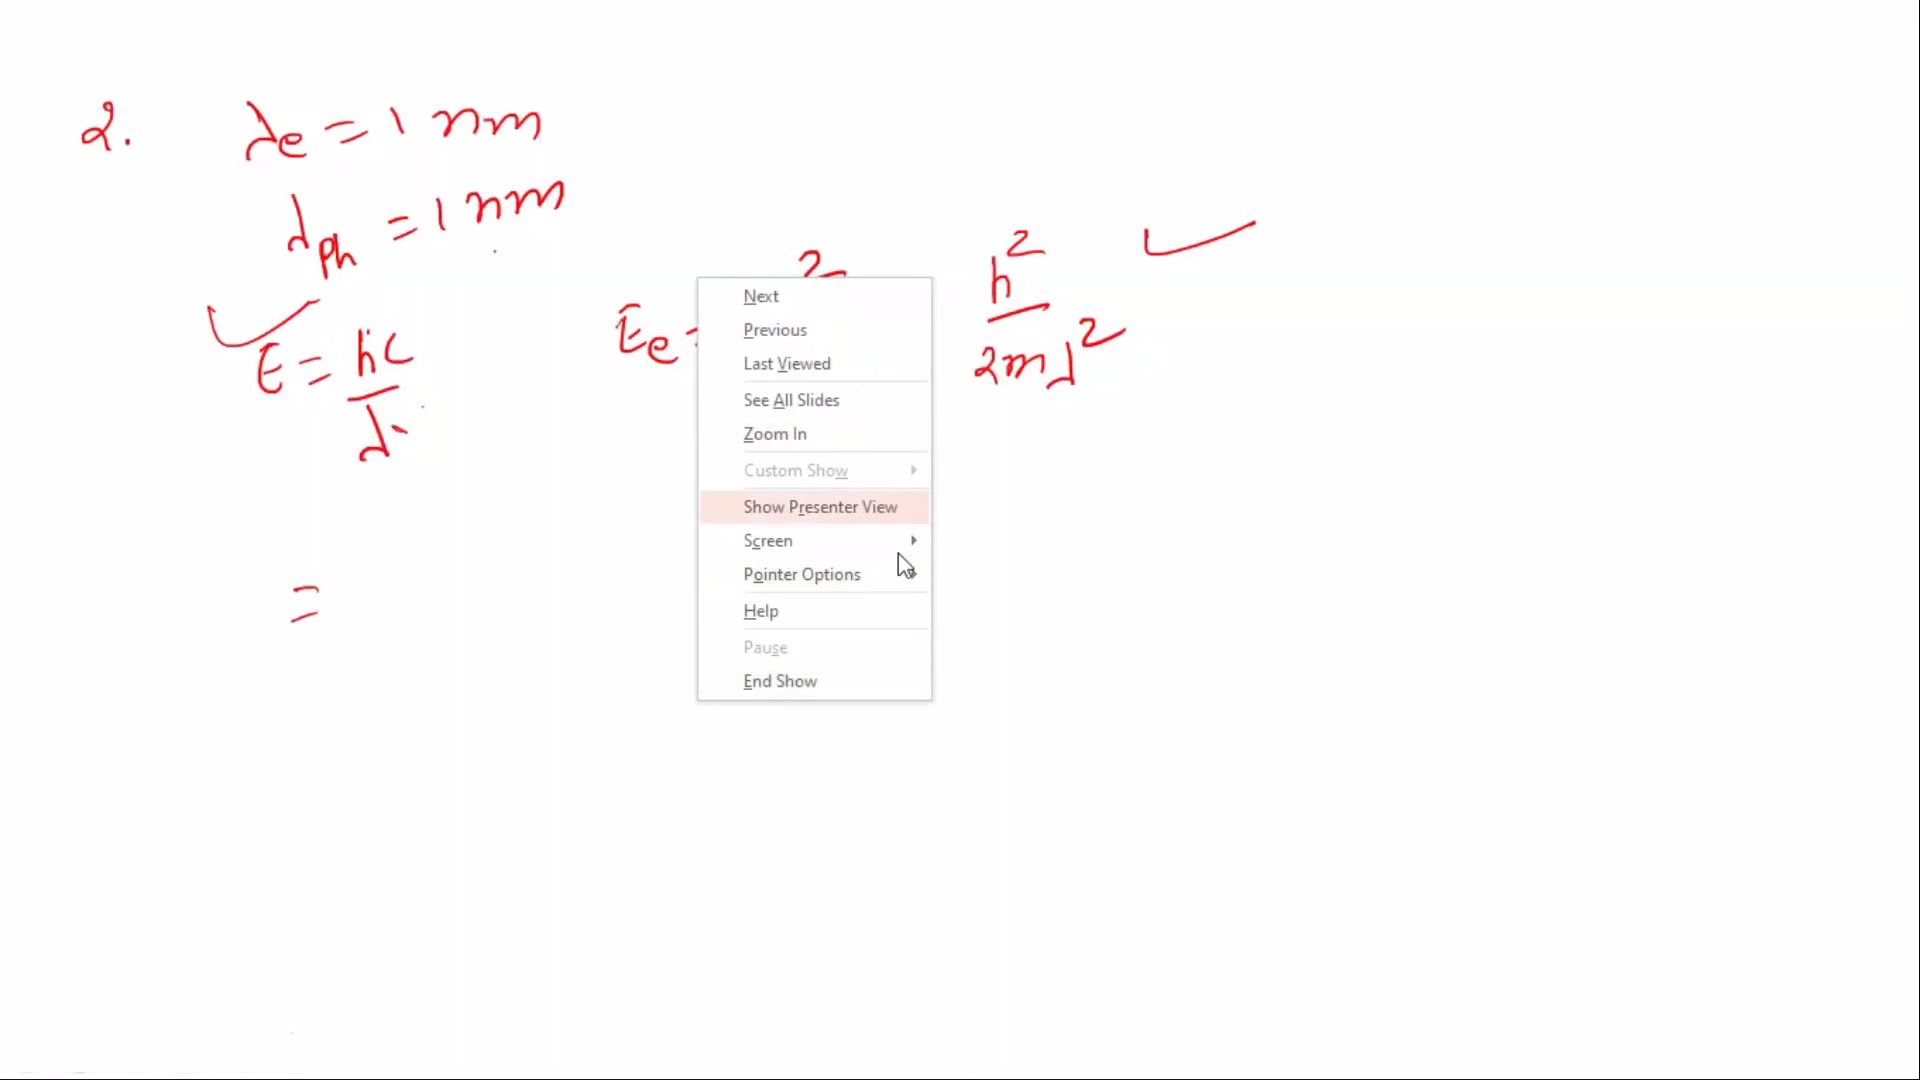 2. λe = 1 nm
λph = 1 nm
E = hc/λ
Ee = 2 h²/2mλ²
=
Next
Previous
Last Viewed
See All Slides
Zoom In
Custom Show
Show Presenter View
Screen
Pointer Options
Help
Pause
End Show